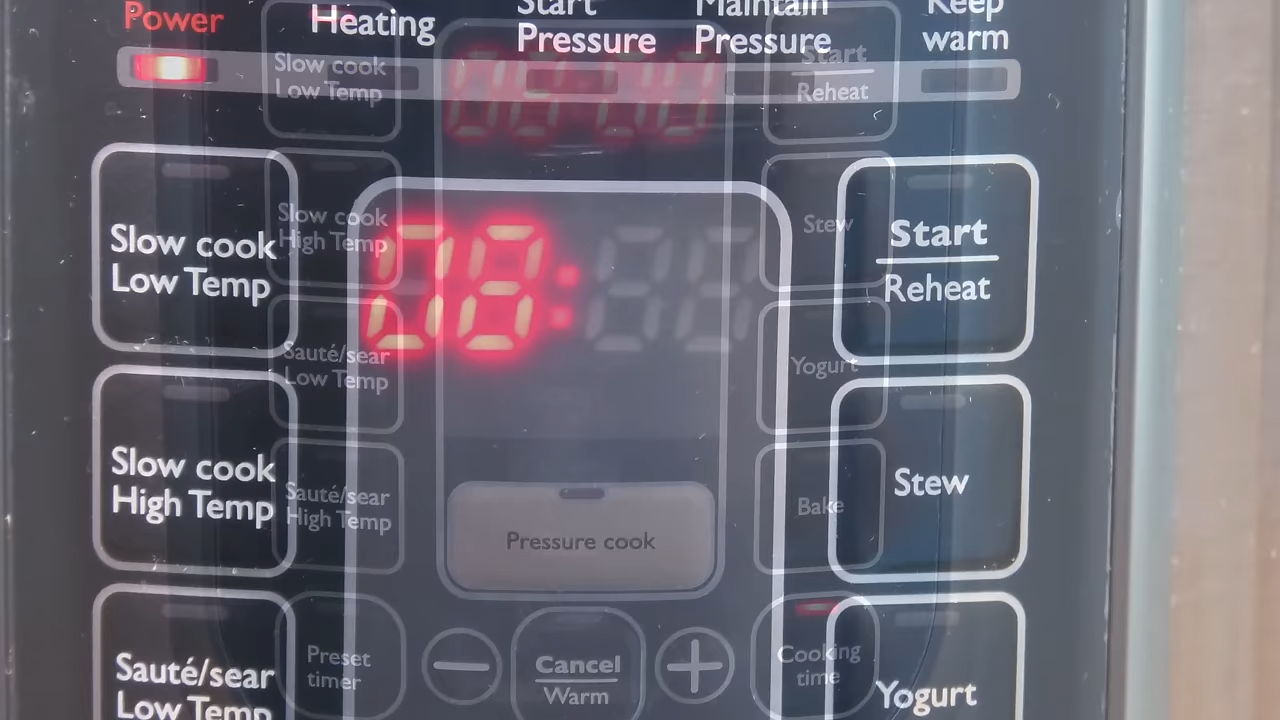 Power
Heating
Start
Pressure
Maintain
Pressure
Keep
warm
Slow cook
Low Temp
Start
Reheat
Slow cook
Low Temp
Slow cook
High Temp
Stew
Start
Reheat
08:
Sauté/sear
Low Temp
Yogurt
Slow cook
High Temp
Sauté/sear
High Temp
Bake
Stew
Pressure cook
Sauté/sear
Low Temp
Preset
timer
Cancel
Warm
Cooking
time
Yogurt